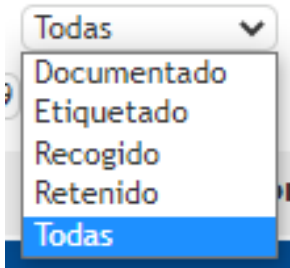 Todas
Documentado
Etiquetado
Recogido
Retenido
Todas